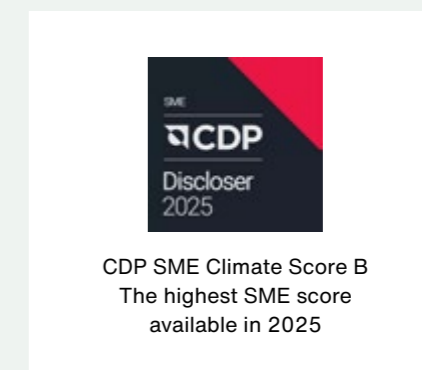 SME
CDP
Discloser
2025
CDP SME Climate Score B
The highest SME score
available in 2025